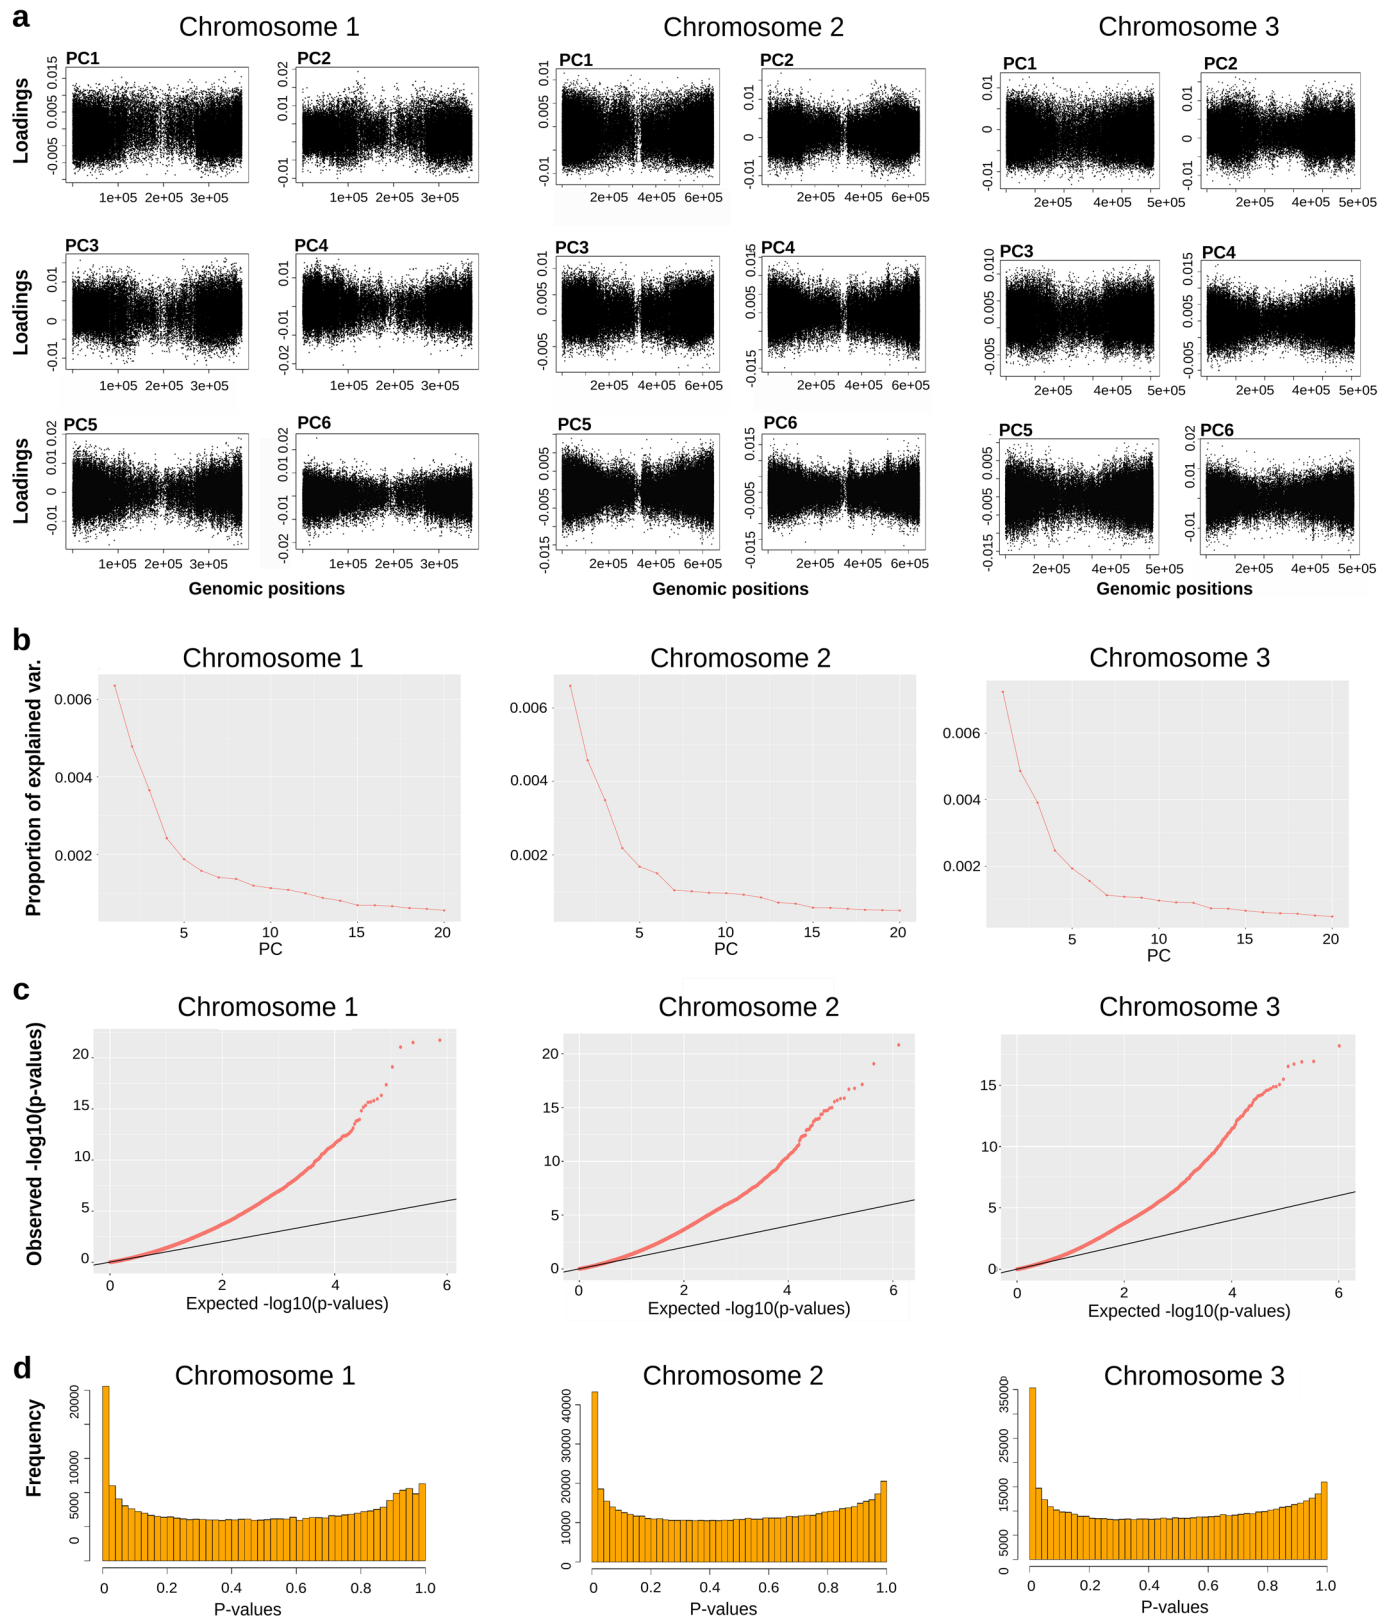 a
Chromosome 1
Chromosome 2
Chromosome 3
PC1
PC2
PC1
PC2
PC1
PC2
Loadings
-0.005 0.005 0.015
-0.01 0.01 0.02
-0.01 0.005 0.01
-0.01 0 0.01
-0.01 0 0.01
-0.01 0 0.01
1e+05 2e+05 3e+05
1e+05 2e+05 3e+05
2e+05 4e+05 6e+05
2e+05 4e+05 6e+05
2e+05 4e+05 5e+05
2e+05 4e+05 5e+05
PC3
PC4
PC3
PC4
PC3
PC4
Loadings
-0.01 0 0.01
-0.02 -0.01 0.01
-0.005 0.005 0.01
-0.015 -0.005 0.005 0.015
-0.005 0.005 0.010
-0.005 0.005 0.015
1e+05 2e+05 3e+05
1e+05 2e+05 3e+05
2e+05 4e+05 6e+05
2e+05 4e+05 6e+05
2e+05 4e+05 5e+05
2e+05 4e+05 5e+05
PC5
PC6
PC5
PC6
PC5
PC6
Loadings
-0.01 0 0.01 0.02
-0.02 -0.01 0.01 0.02
-0.015 -0.005 0.005
-0.015 -0.005 0.005 0.015
-0.015 -0.005 0.005
-0.01 0.01 0.02
1e+05 2e+05 3e+05
1e+05 2e+05 3e+05
2e+05 4e+05 6e+05
2e+05 4e+05 6e+05
2e+05 4e+05 5e+05
2e+05 4e+05 5e+05
Genomic positions
Genomic positions
Genomic positions
b
Chromosome 1
Chromosome 2
Chromosome 3
Proportion of explained var.
0.006
0.004
0.002
5 10 15 20
PC
0.006
0.004
0.002
5 10 15 20
PC
0.006
0.004
0.002
5 10 15 20
PC
c
Chromosome 1
Chromosome 2
Chromosome 3
Observed -log10(p-values)
20
15
10
5
0
0 2 4 6
Expected -log10(p-values)
20
15
10
5
0
0 2 4 6
Expected -log10(p-values)
15
10
5
0
0 2 4 6
Expected -log10(p-values)
d
Chromosome 1
Chromosome 2
Chromosome 3
Frequency
0 5000 10000 20000
0 0.2 0.4 0.6 0.8 1.0
P-values
0 10000 20000 30000 40000
0 0.2 0.4 0.6 0.8 1.0
P-values
0 5000 15000 25000 35000
0 0.2 0.4 0.6 0.8 1.0
P-values